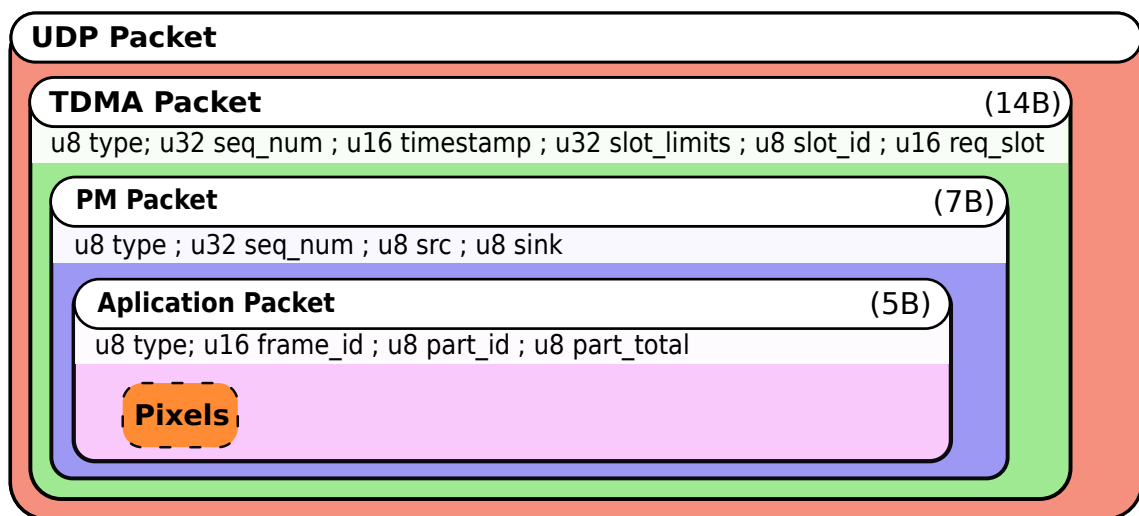 UDP Packet
TDMA Packet (14B)
u8 type; u32 seq_num ; u16 timestamp ; u32 slot_limits ; u8 slot_id ; u16 req_slot
PM Packet (7B)
u8 type ; u32 seq_num ; u8 src ; u8 sink
Aplication Packet (5B)
u8 type; u16 frame_id ; u8 part_id ; u8 part_total
Pixels